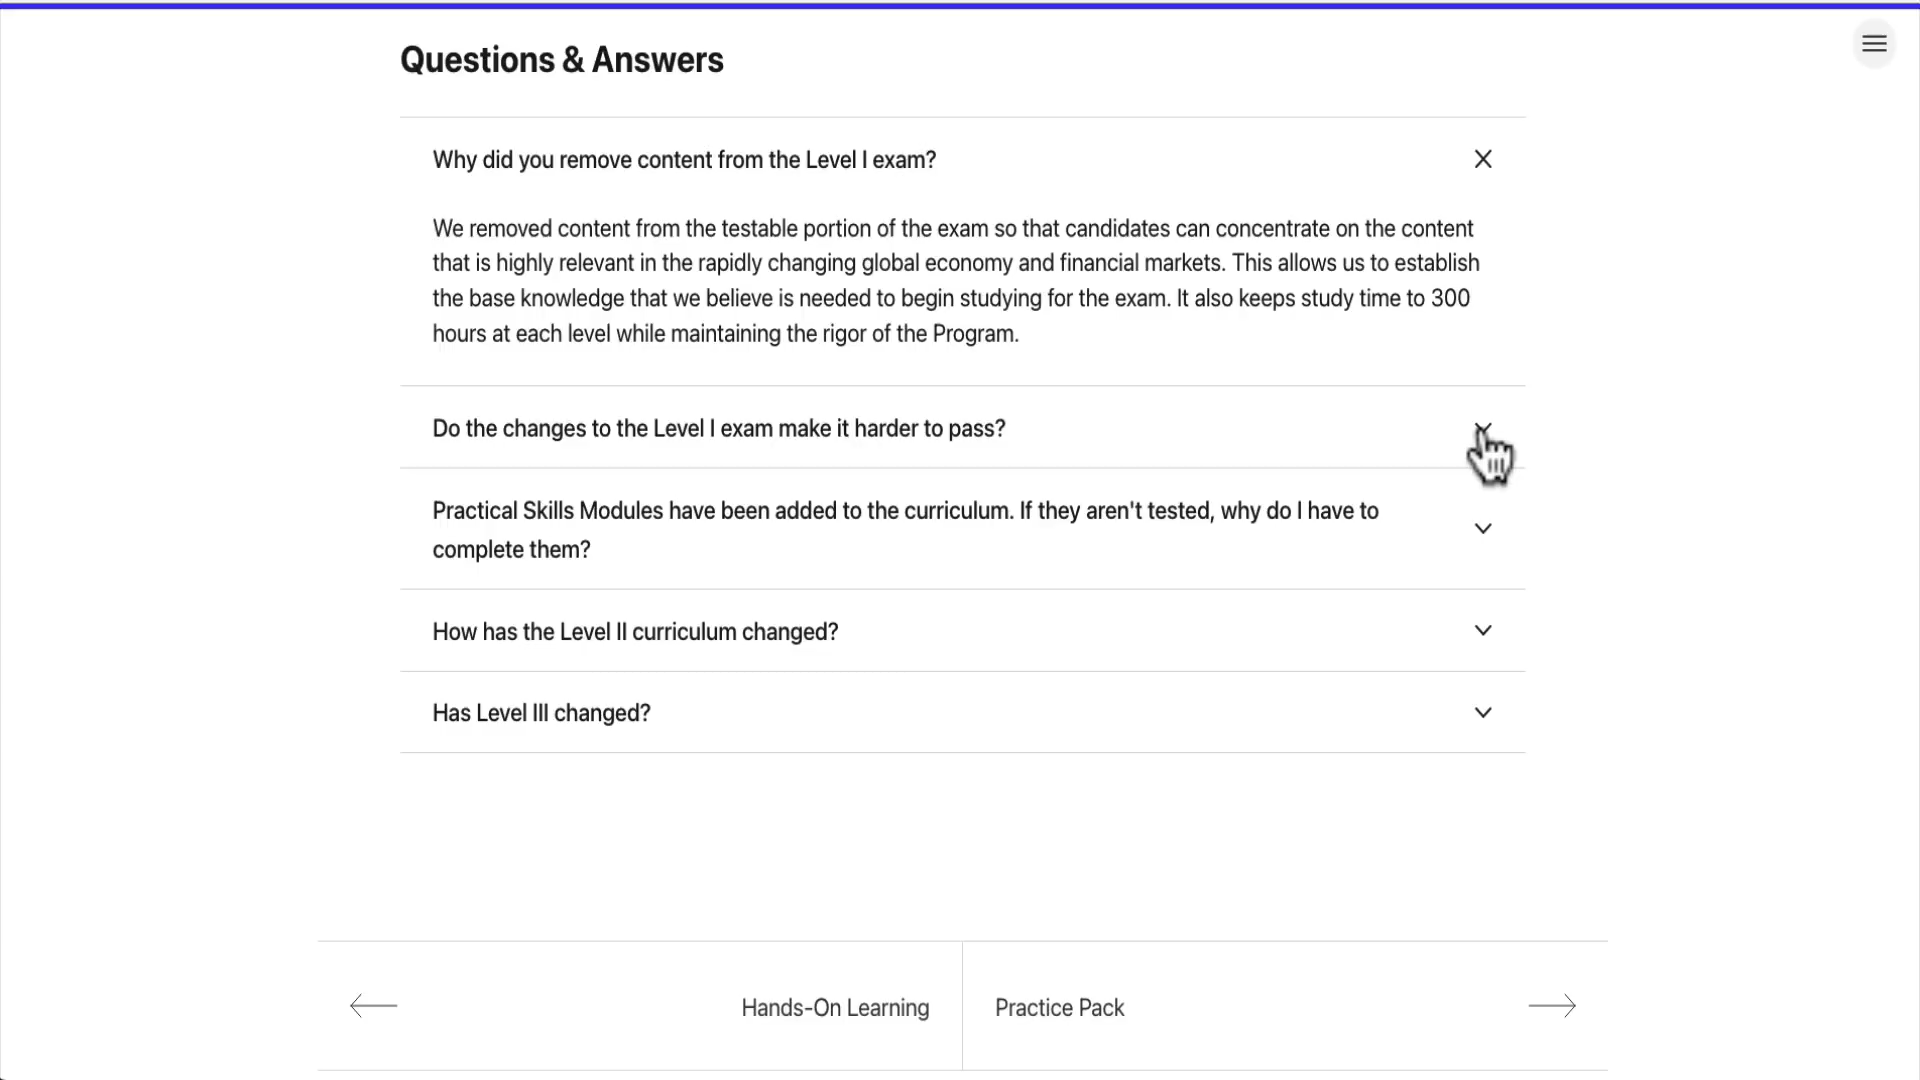 Questions & Answers
Why did you remove content from the Level I exam?
We removed content from the testable portion of the exam so that candidates can concentrate on the content
that is highly relevant in the rapidly changing global economy and financial markets. This allows us to establish
the base knowledge that we believe is needed to begin studying for the exam. It also keeps study time to 300
hours at each level while maintaining the rigor of the Program.
Do the changes to the Level I exam make it harder to pass?
Practical Skills Modules have been added to the curriculum. If they aren't tested, why do I have to
complete them?
How has the Level II curriculum changed?
Has Level III changed?
Hands-On Learning
Practice Pack